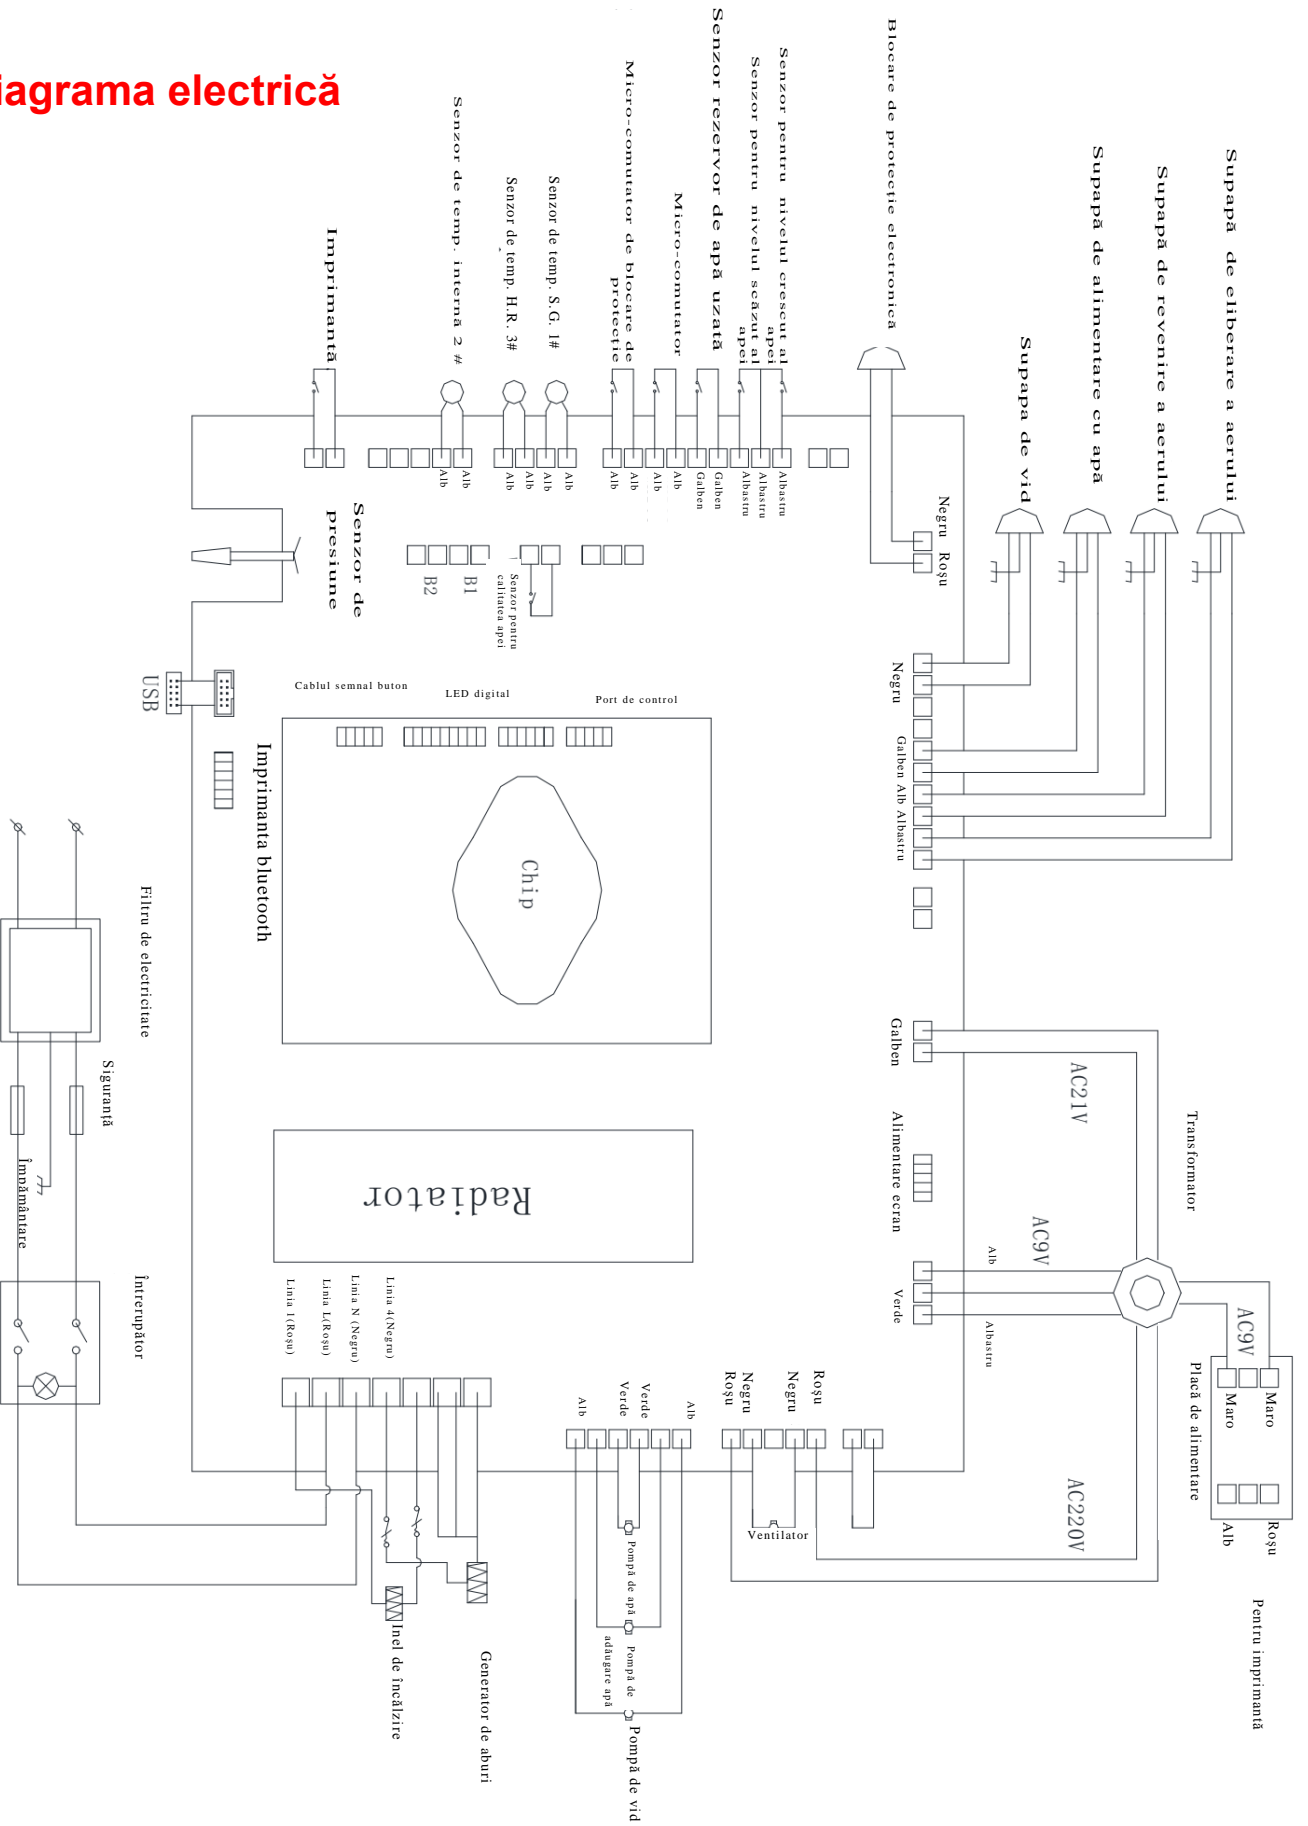 iagrama electrică
Imprimantă
Senzor de temp. internă 2 #
Senzor de temp. H.R. 3#
Senzor de temp. S.G. 1#
Micro-comutator de blocare de
protecție
Micro-comutator
Senzor rezervor de apă uzată
Senzor pentru nivelul scăzut al
apei
Senzor pentru nivelul crescut al
apei
Blocare de protecție electronică
Supapa de vid
Supapă de alimentare cu apă
Supapă de revenire a aerului
Supapă de eliberare a aerului
Alb
Alb
Alb
Alb
Alb
Alb
Alb
Alb
Alb
Alb
Galben
Galben
Albastru
Albastru
Albastru
Negru
Roșu
Senzor de
presiune
B2
B1
Senzor pentru
calitatea apei
USB
Cablul semnal buton
LED digital
Port de control
Negru
Galben
Alb
Albastru
Imprimanta bluetooth
Chip
Filtru de electricitate
Siguranță
Împământare
Întrerupător
Galben
AC21V
Transformator
Alimentare ecran
Radiator
AC9V
Alb
Verde
Albastru
AC9V
Placă de alimentare
Maro
Maro
Alb
Roșu
Pentru imprimantă
Linia 1(Roșu)
Linia L(Roșu)
Linia N (Negru)
Linia 4(Negru)
Alb
Verde
Verde
Alb
Roșu
Negru
Negru
Roșu
AC220V
Ventilator
Pompă de apă
Pompă de
adăugare apă
Pompă de vid
Inel de încălzire
Generator de aburi